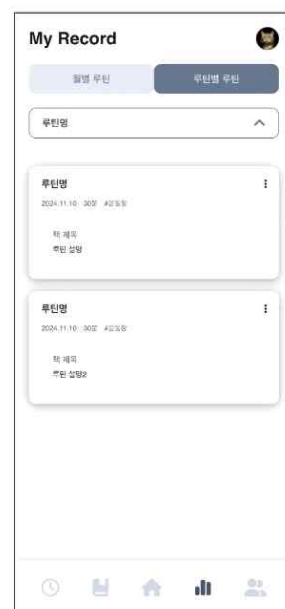 My Record
월별 루틴 루틴별 루틴
루틴명
루틴명
2024.11.10 30분
책 제목
루틴 설명
루틴명
2024.11.10 30분
책 제목
루틴 설명2